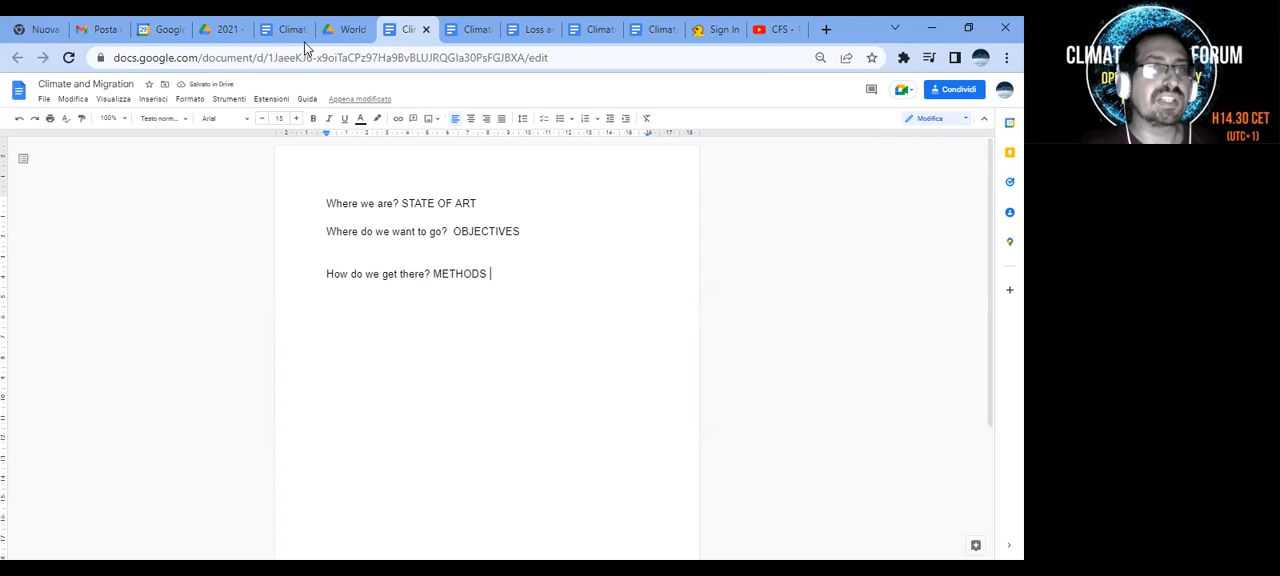 Nuova
Posta
Google
2021 -
Climat
World
Cli
Climat
Loss a
Climat
Climat
Sign In
CFS -
docs.google.com/document/d/1JaeeKJ8-x9oiTaCPz97Ha9BvBLUJRQGIa30PsFGJBXA/edit
Climate and Migration
Salvato in Drive
File Modifica Visualizza Inserisci Formato Strumenti Estensioni Guida Appena modificato
Condividi
100%
Testo norm...
Arial
15
Modifica
Where we are? STATE OF ART
Where do we want to go? OBJECTIVES
How do we get there? METHODS
FORUM
H14.30 CET
(UTC+1)